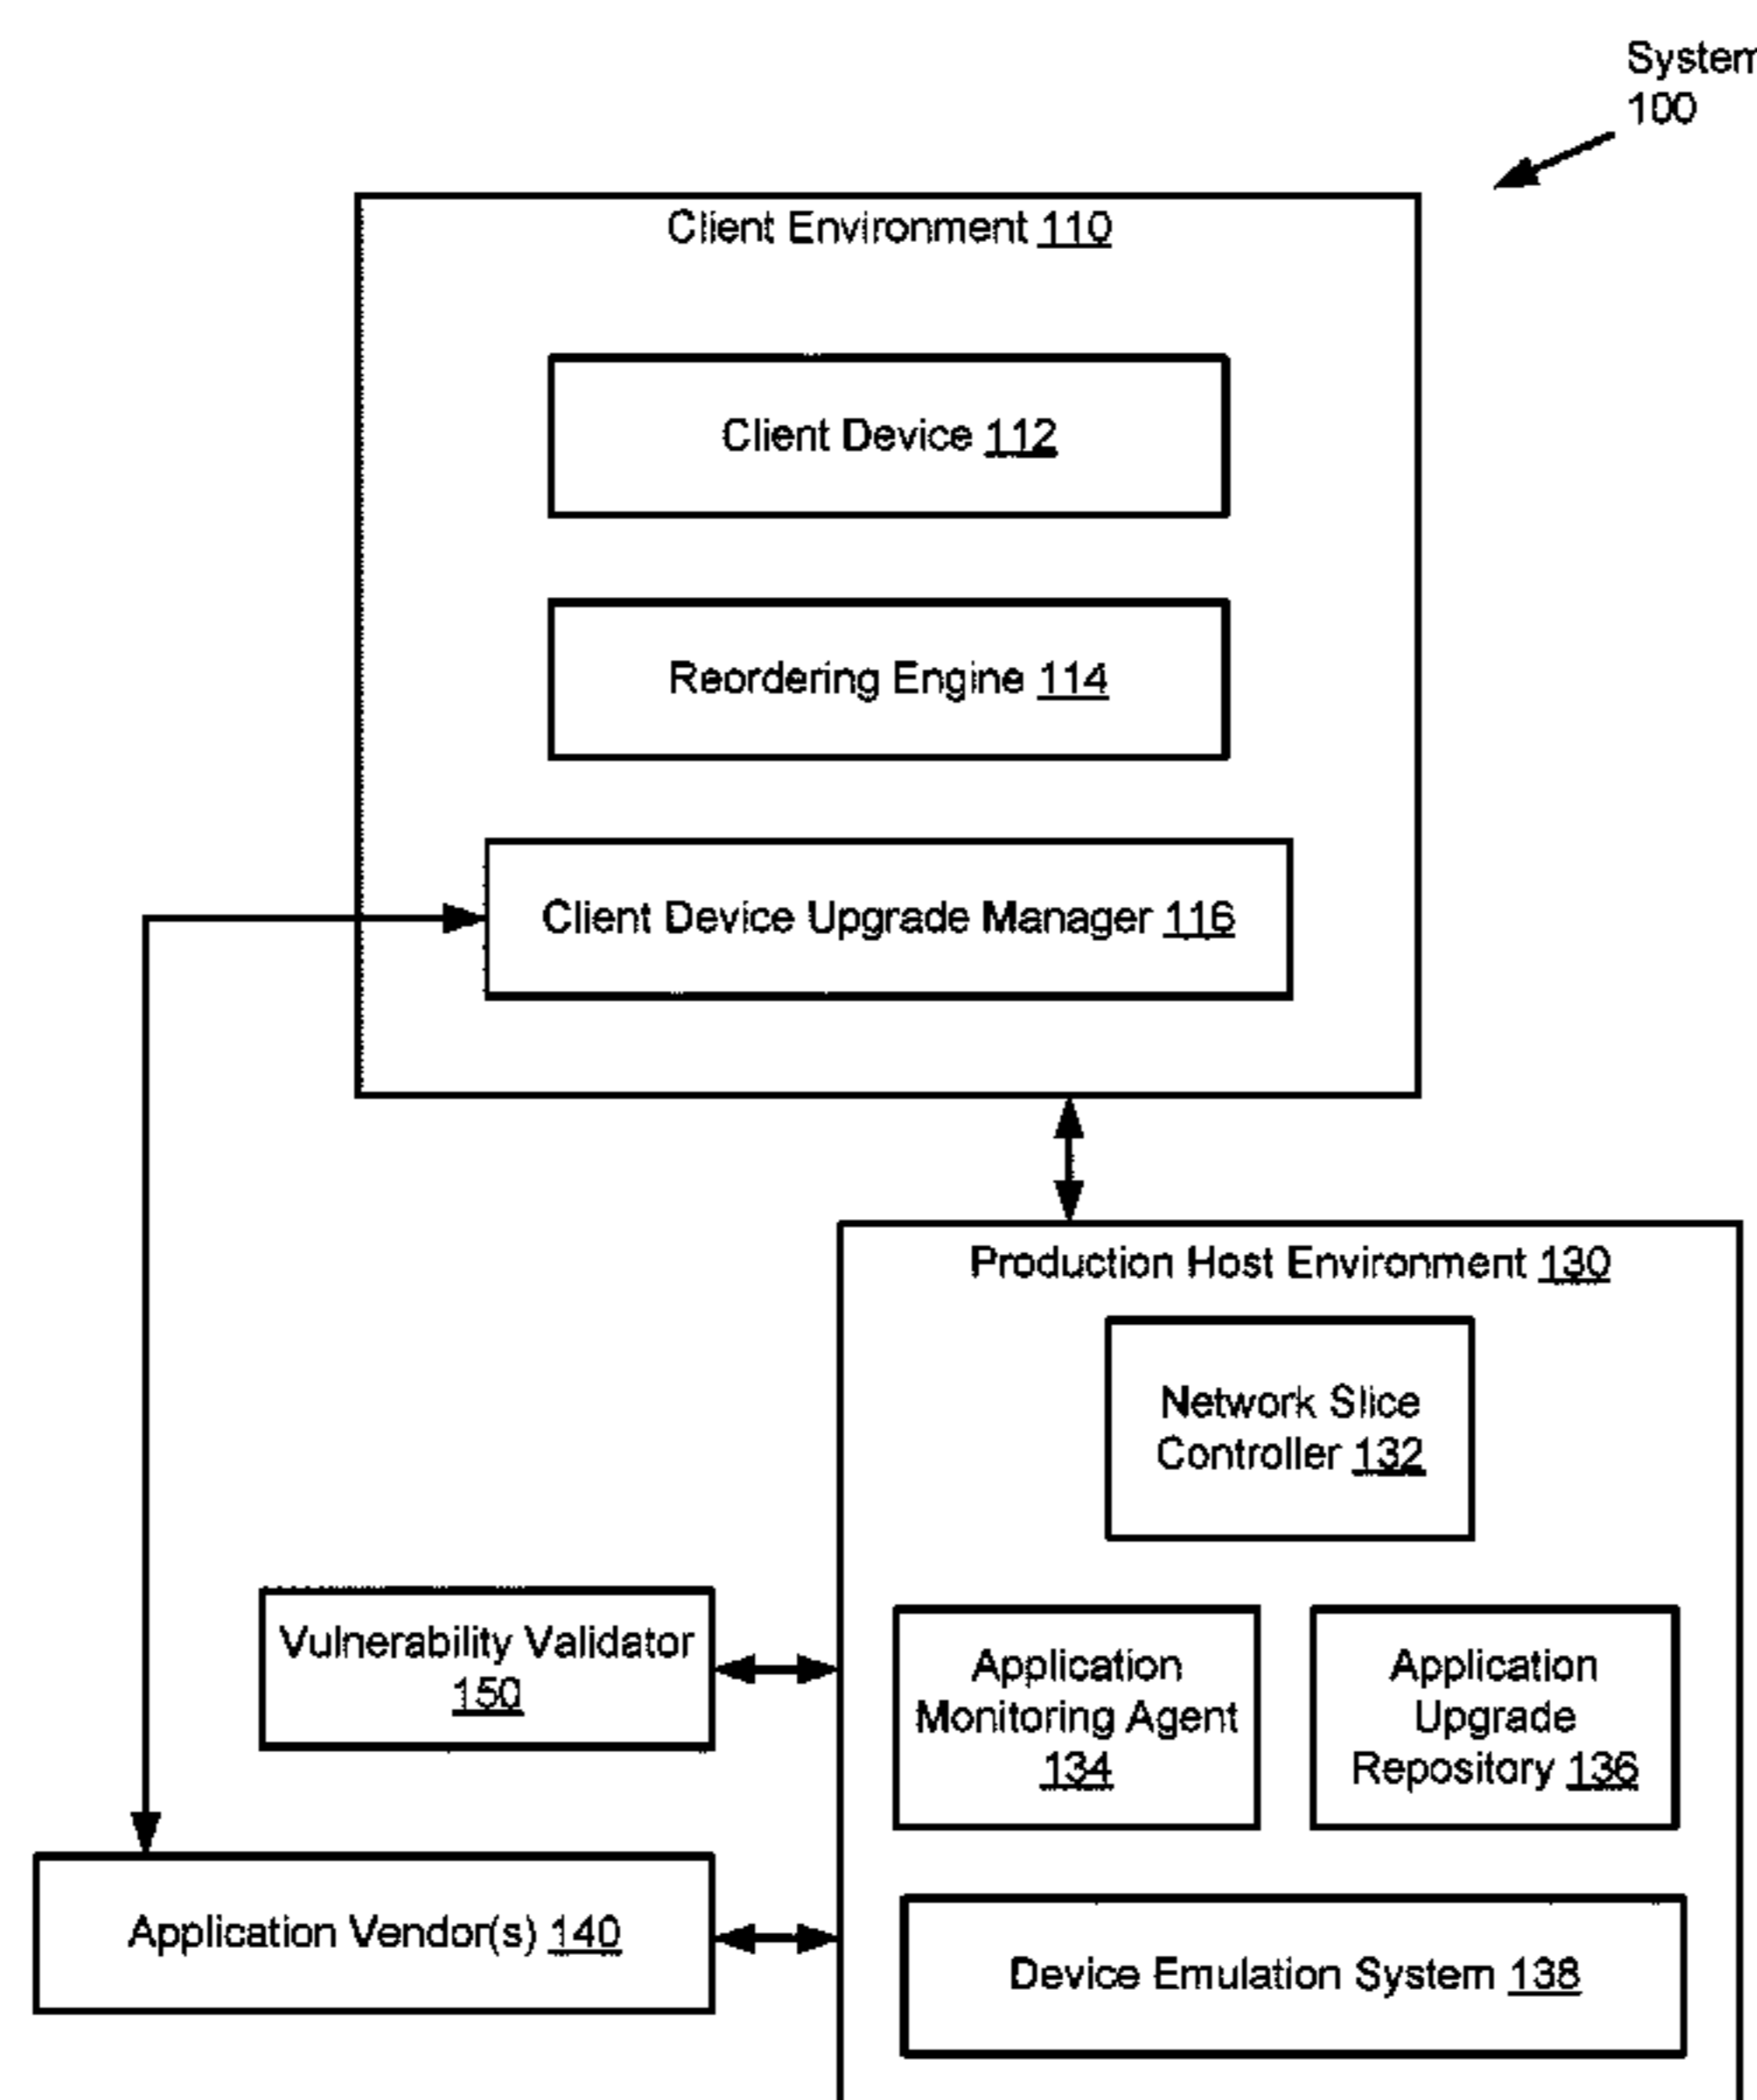 System
100
Client Environment 110
Client Device 112
Reordering Engine 114
Client Device Upgrade Manager 116
Production Host Environment 130
Network Slice
Controller 132
Vulnerability Validator
150
Application
Monitoring Agent
134
Application
Upgrade
Repository 136
Application Vendor(s) 140
Device Emulation System 138